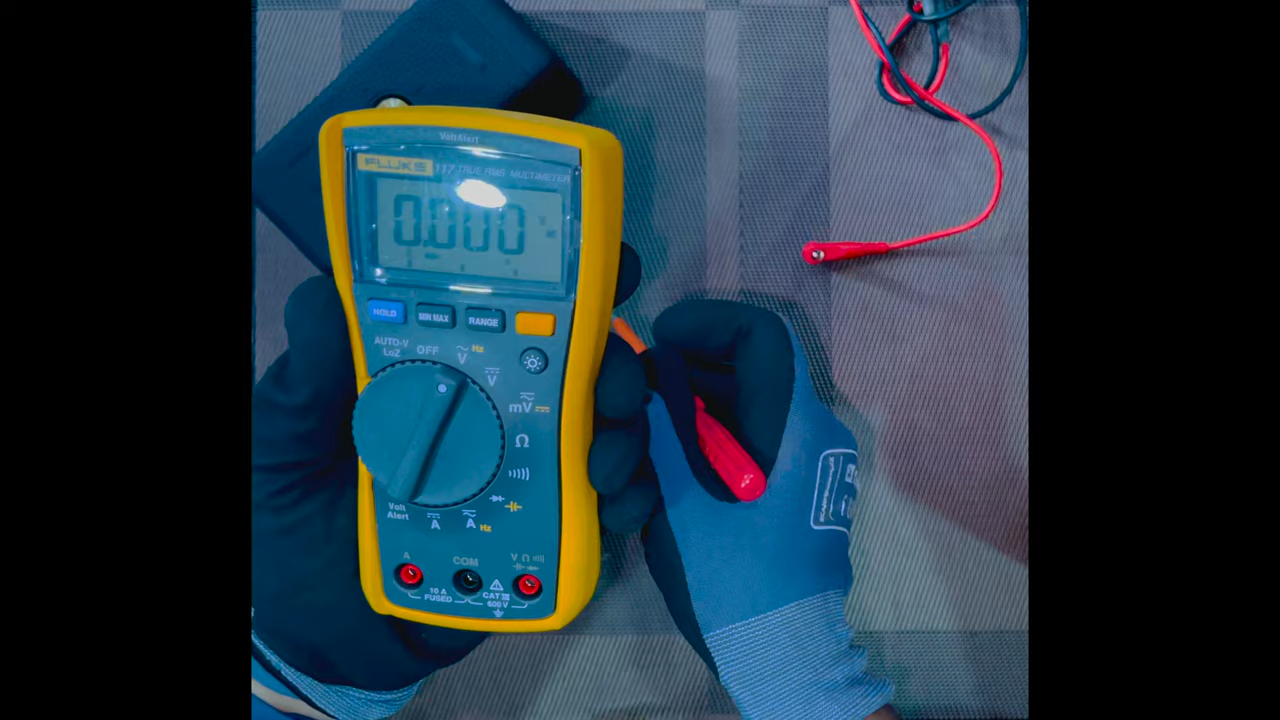 VoltAlert
FLUKE 117 TRUE RMS MULTIMETER
0.000
HOLD MIN MAX RANGE
AUTO-V
LoZ
OFF
V Hz
V
mV
Ω
Volt
Alert
A
A Hz
A COM V Ω
10 A
FUSED
CAT III
600 V